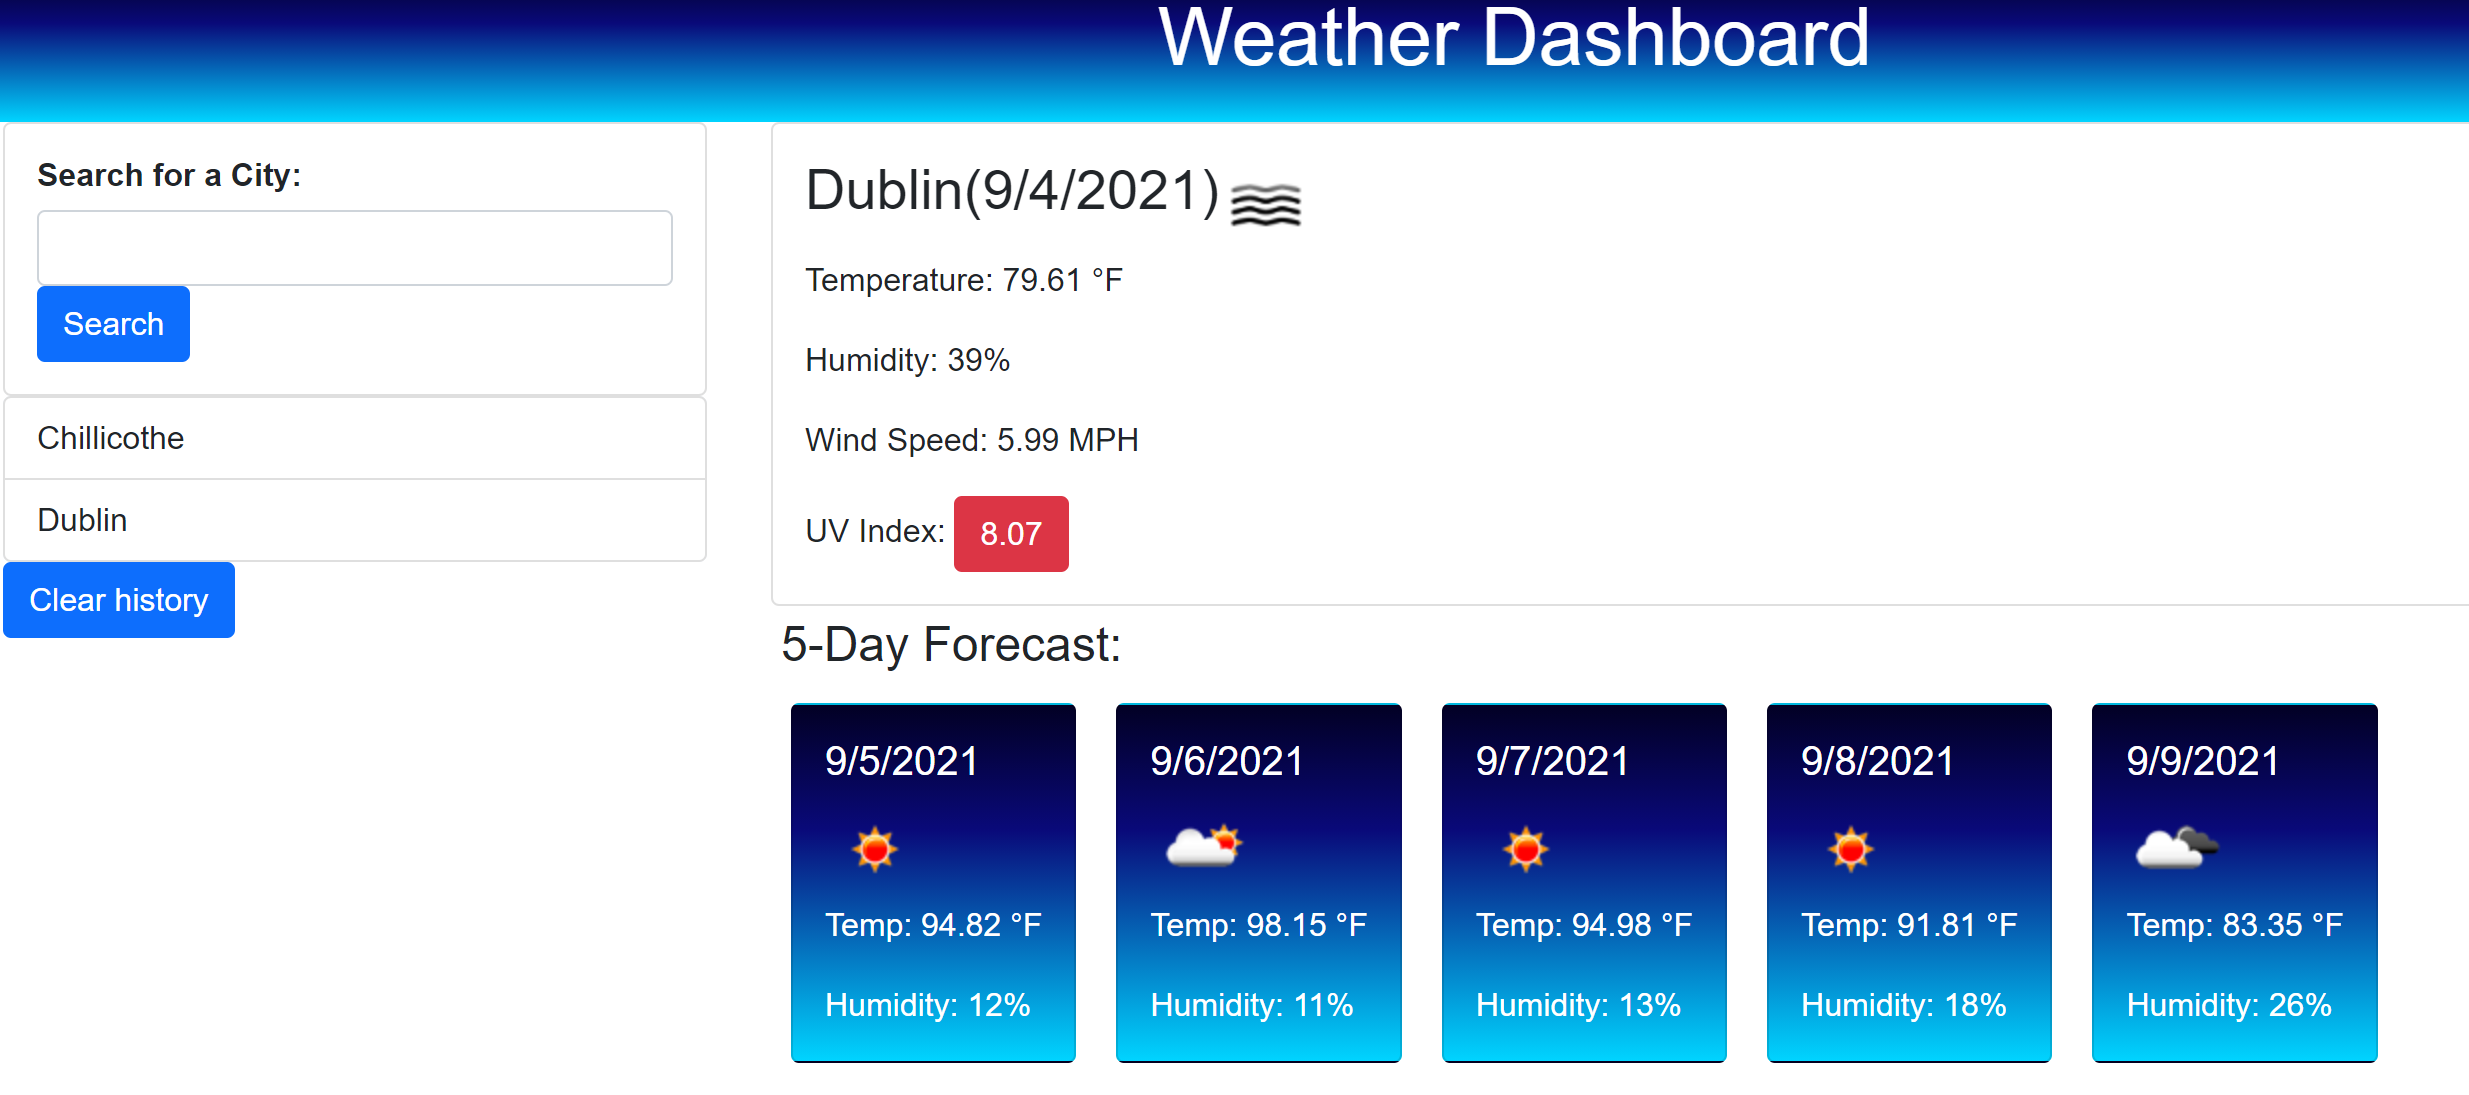 Weather Dashboard
Search for a City:
Search
Chillicothe
Dublin
Clear history
Dublin(9/4/2021)
Temperature: 79.61 °F
Humidity: 39%
Wind Speed: 5.99 MPH
UV Index: 8.07
5-Day Forecast:
9/5/2021
Temp: 94.82 °F
Humidity: 12%
9/6/2021
Temp: 98.15 °F
Humidity: 11%
9/7/2021
Temp: 94.98 °F
Humidity: 13%
9/8/2021
Temp: 91.81 °F
Humidity: 18%
9/9/2021
Temp: 83.35 °F
Humidity: 26%